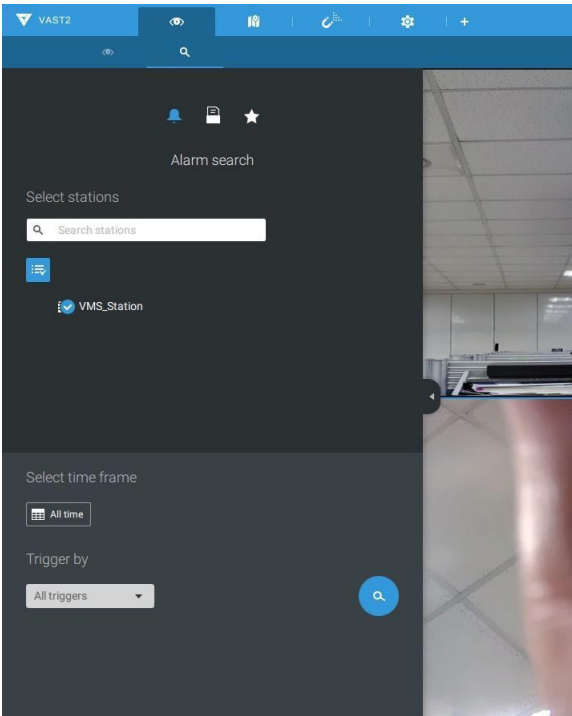 VAST2
Alarm search
Select stations
Search stations
VMS_Station
Select time frame
All time
Trigger by
All triggers